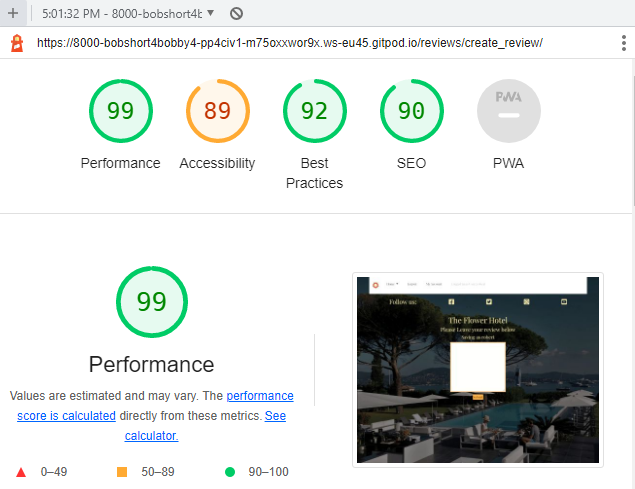 5:01:32 PM - 8000-bobshort4b
https://8000-bobshort4bobby4-pp4civ1-m75oxxwor9x.ws-eu45.gitpod.io/reviews/create_review/
99 89 92 90 PWA
Performance Accessibility Best Practices SEO PWA
99
Performance
Values are estimated and may vary. The performance
score is calculated directly from these metrics. See
calculator.
0–49 50–89 90–100
Home
My Account
Follow us:
The Flower Hotel
Please Leave your review below